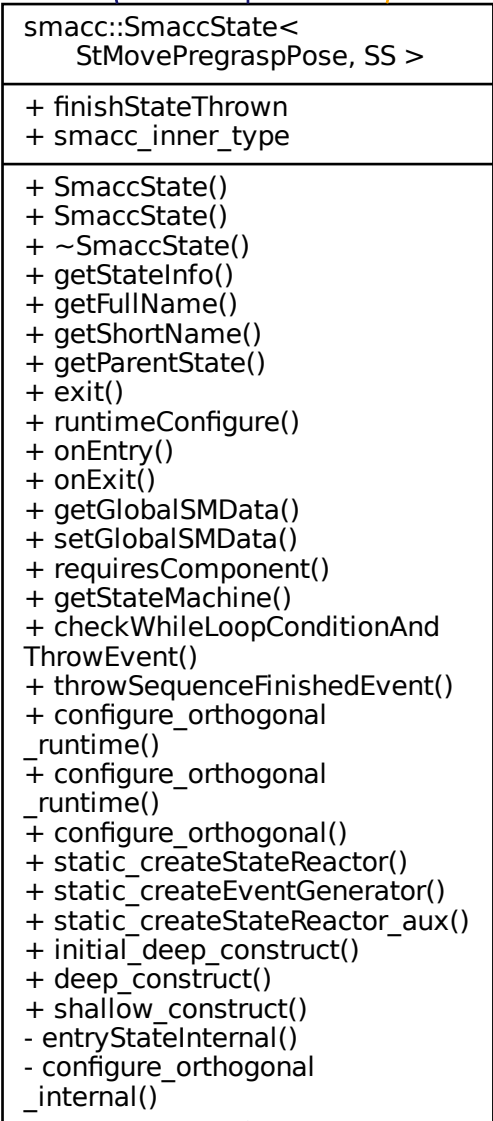 smacc::SmaccState<
StMovePregraspPose, SS >
+ finishStateThrown
+ smacc_inner_type
+ SmaccState()
+ SmaccState()
+ ~SmaccState()
+ getStateInfo()
+ getFullName()
+ getShortName()
+ getParentState()
+ exit()
+ runtimeConfigure()
+ onEntry()
+ onExit()
+ getGlobalSMData()
+ setGlobalSMData()
+ requiresComponent()
+ getStateMachine()
+ checkWhileLoopConditionAnd
ThrowEvent()
+ throwSequenceFinishedEvent()
+ configure_orthogonal
_runtime()
+ configure_orthogonal
_runtime()
+ configure_orthogonal()
+ static_createStateReactor()
+ static_createEventGenerator()
+ static_createStateReactor_aux()
+ initial_deep_construct()
+ deep_construct()
+ shallow_construct()
- entryStateInternal()
- configure_orthogonal
_internal()